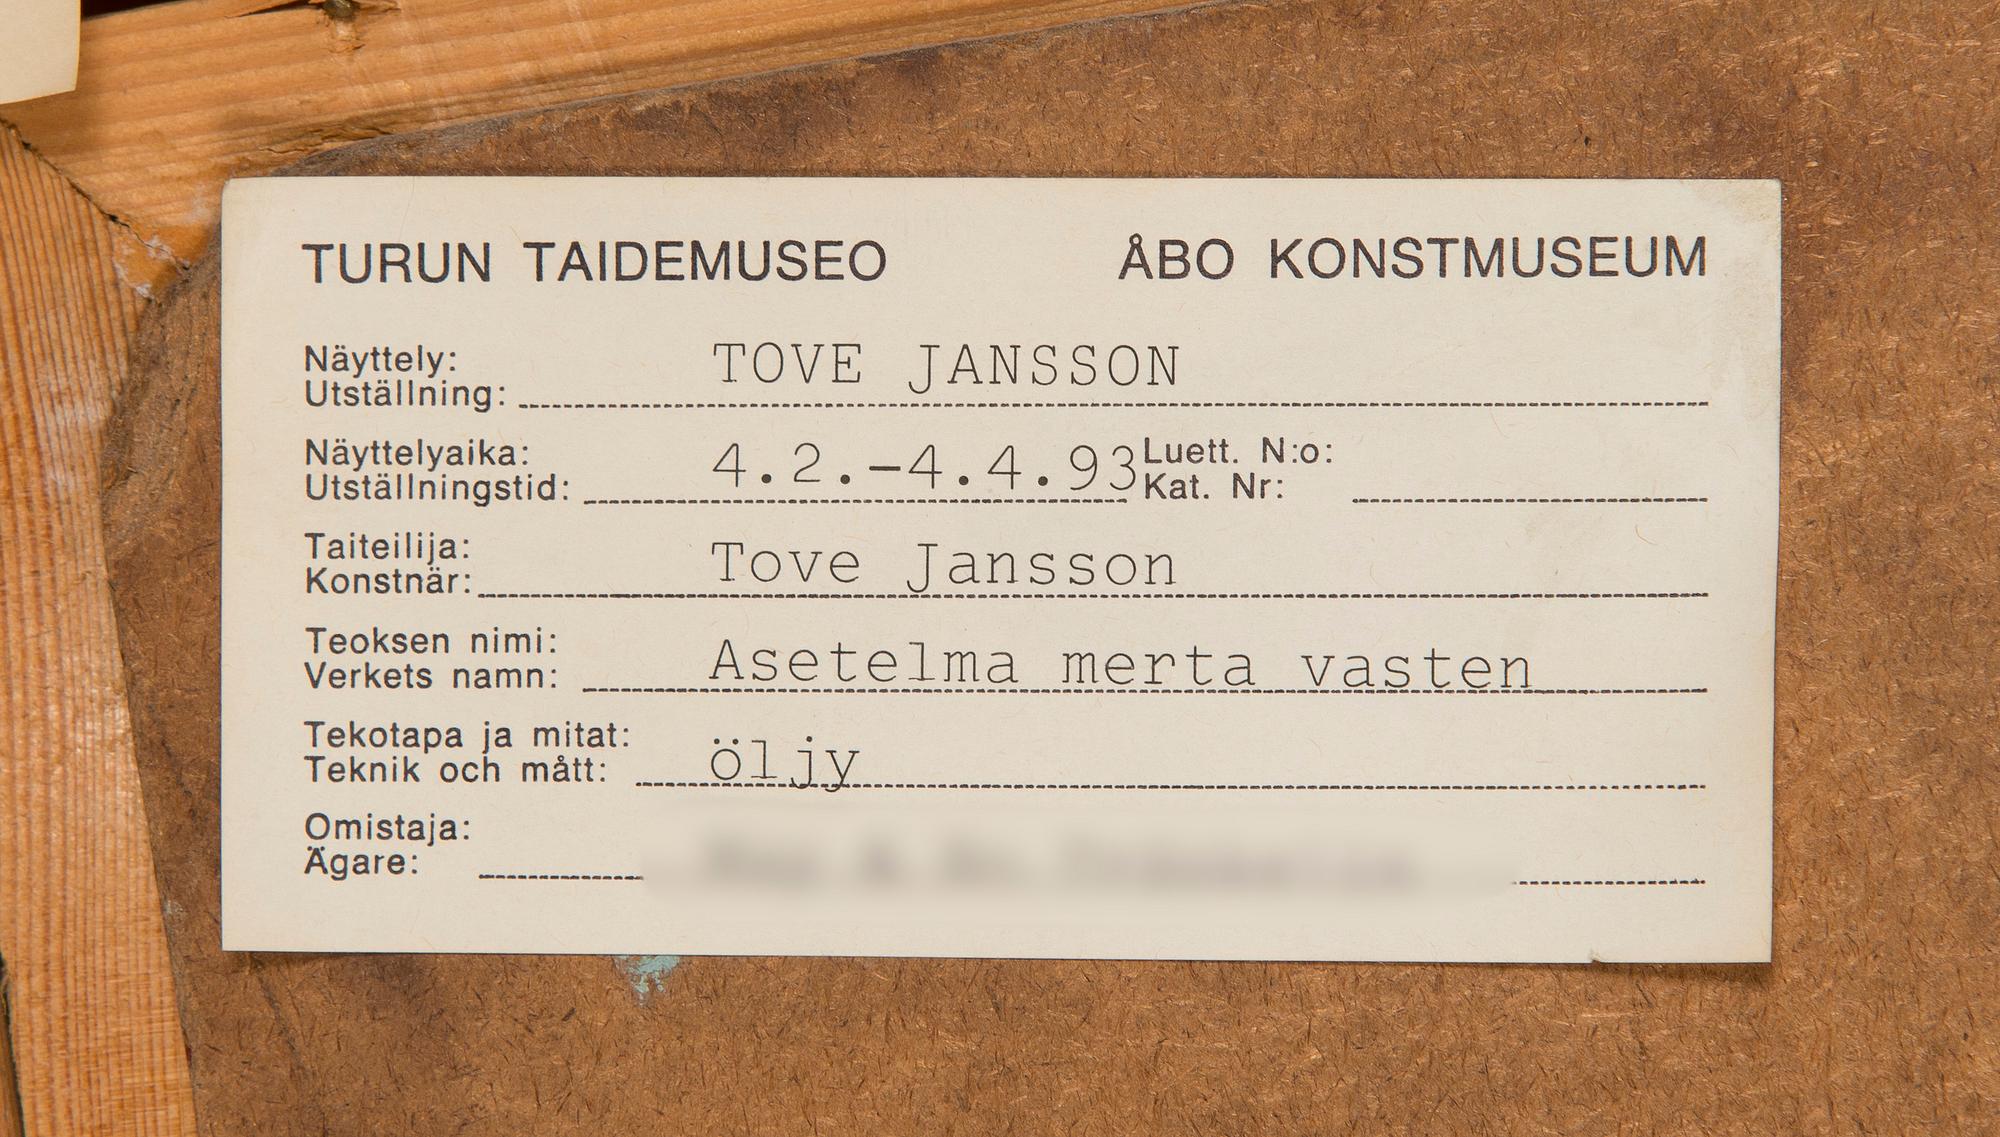 TURUN TAIDEMUSEO ÅBO KONSTMUSEUM
Näyttely: TOVE JANSSON
Utställning:
Näyttelyaika: 4.2.-4.4.93 Luett. N:o:
Utställningstid: Kat. Nr:
Taiteilija: Tove Jansson
Konstnär:
Teoksen nimi: Asetelma merta vasten
Verkets namn:
Tekotapa ja mitat: öljy
Teknik och mått:
Omistaja:
Ägare: